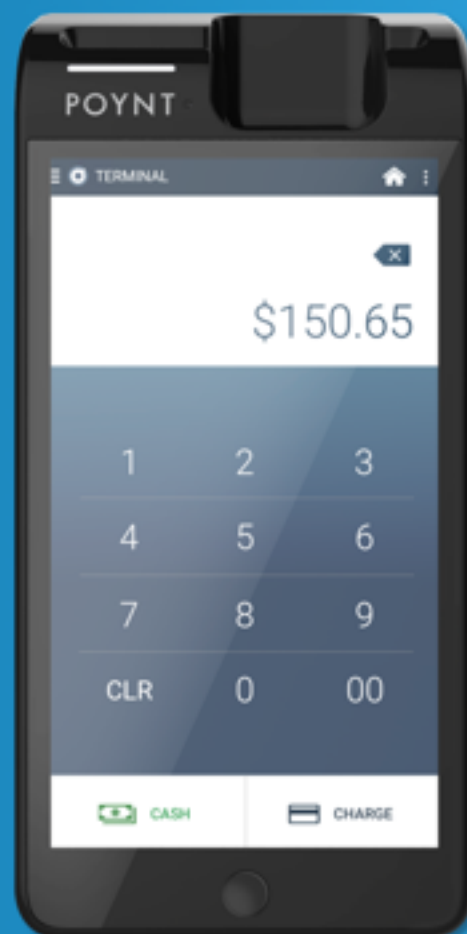 POYNT
TERMINAL
$150.65
1 2 3
4 5 6
7 8 9
CLR 0 00
CASH CHARGE